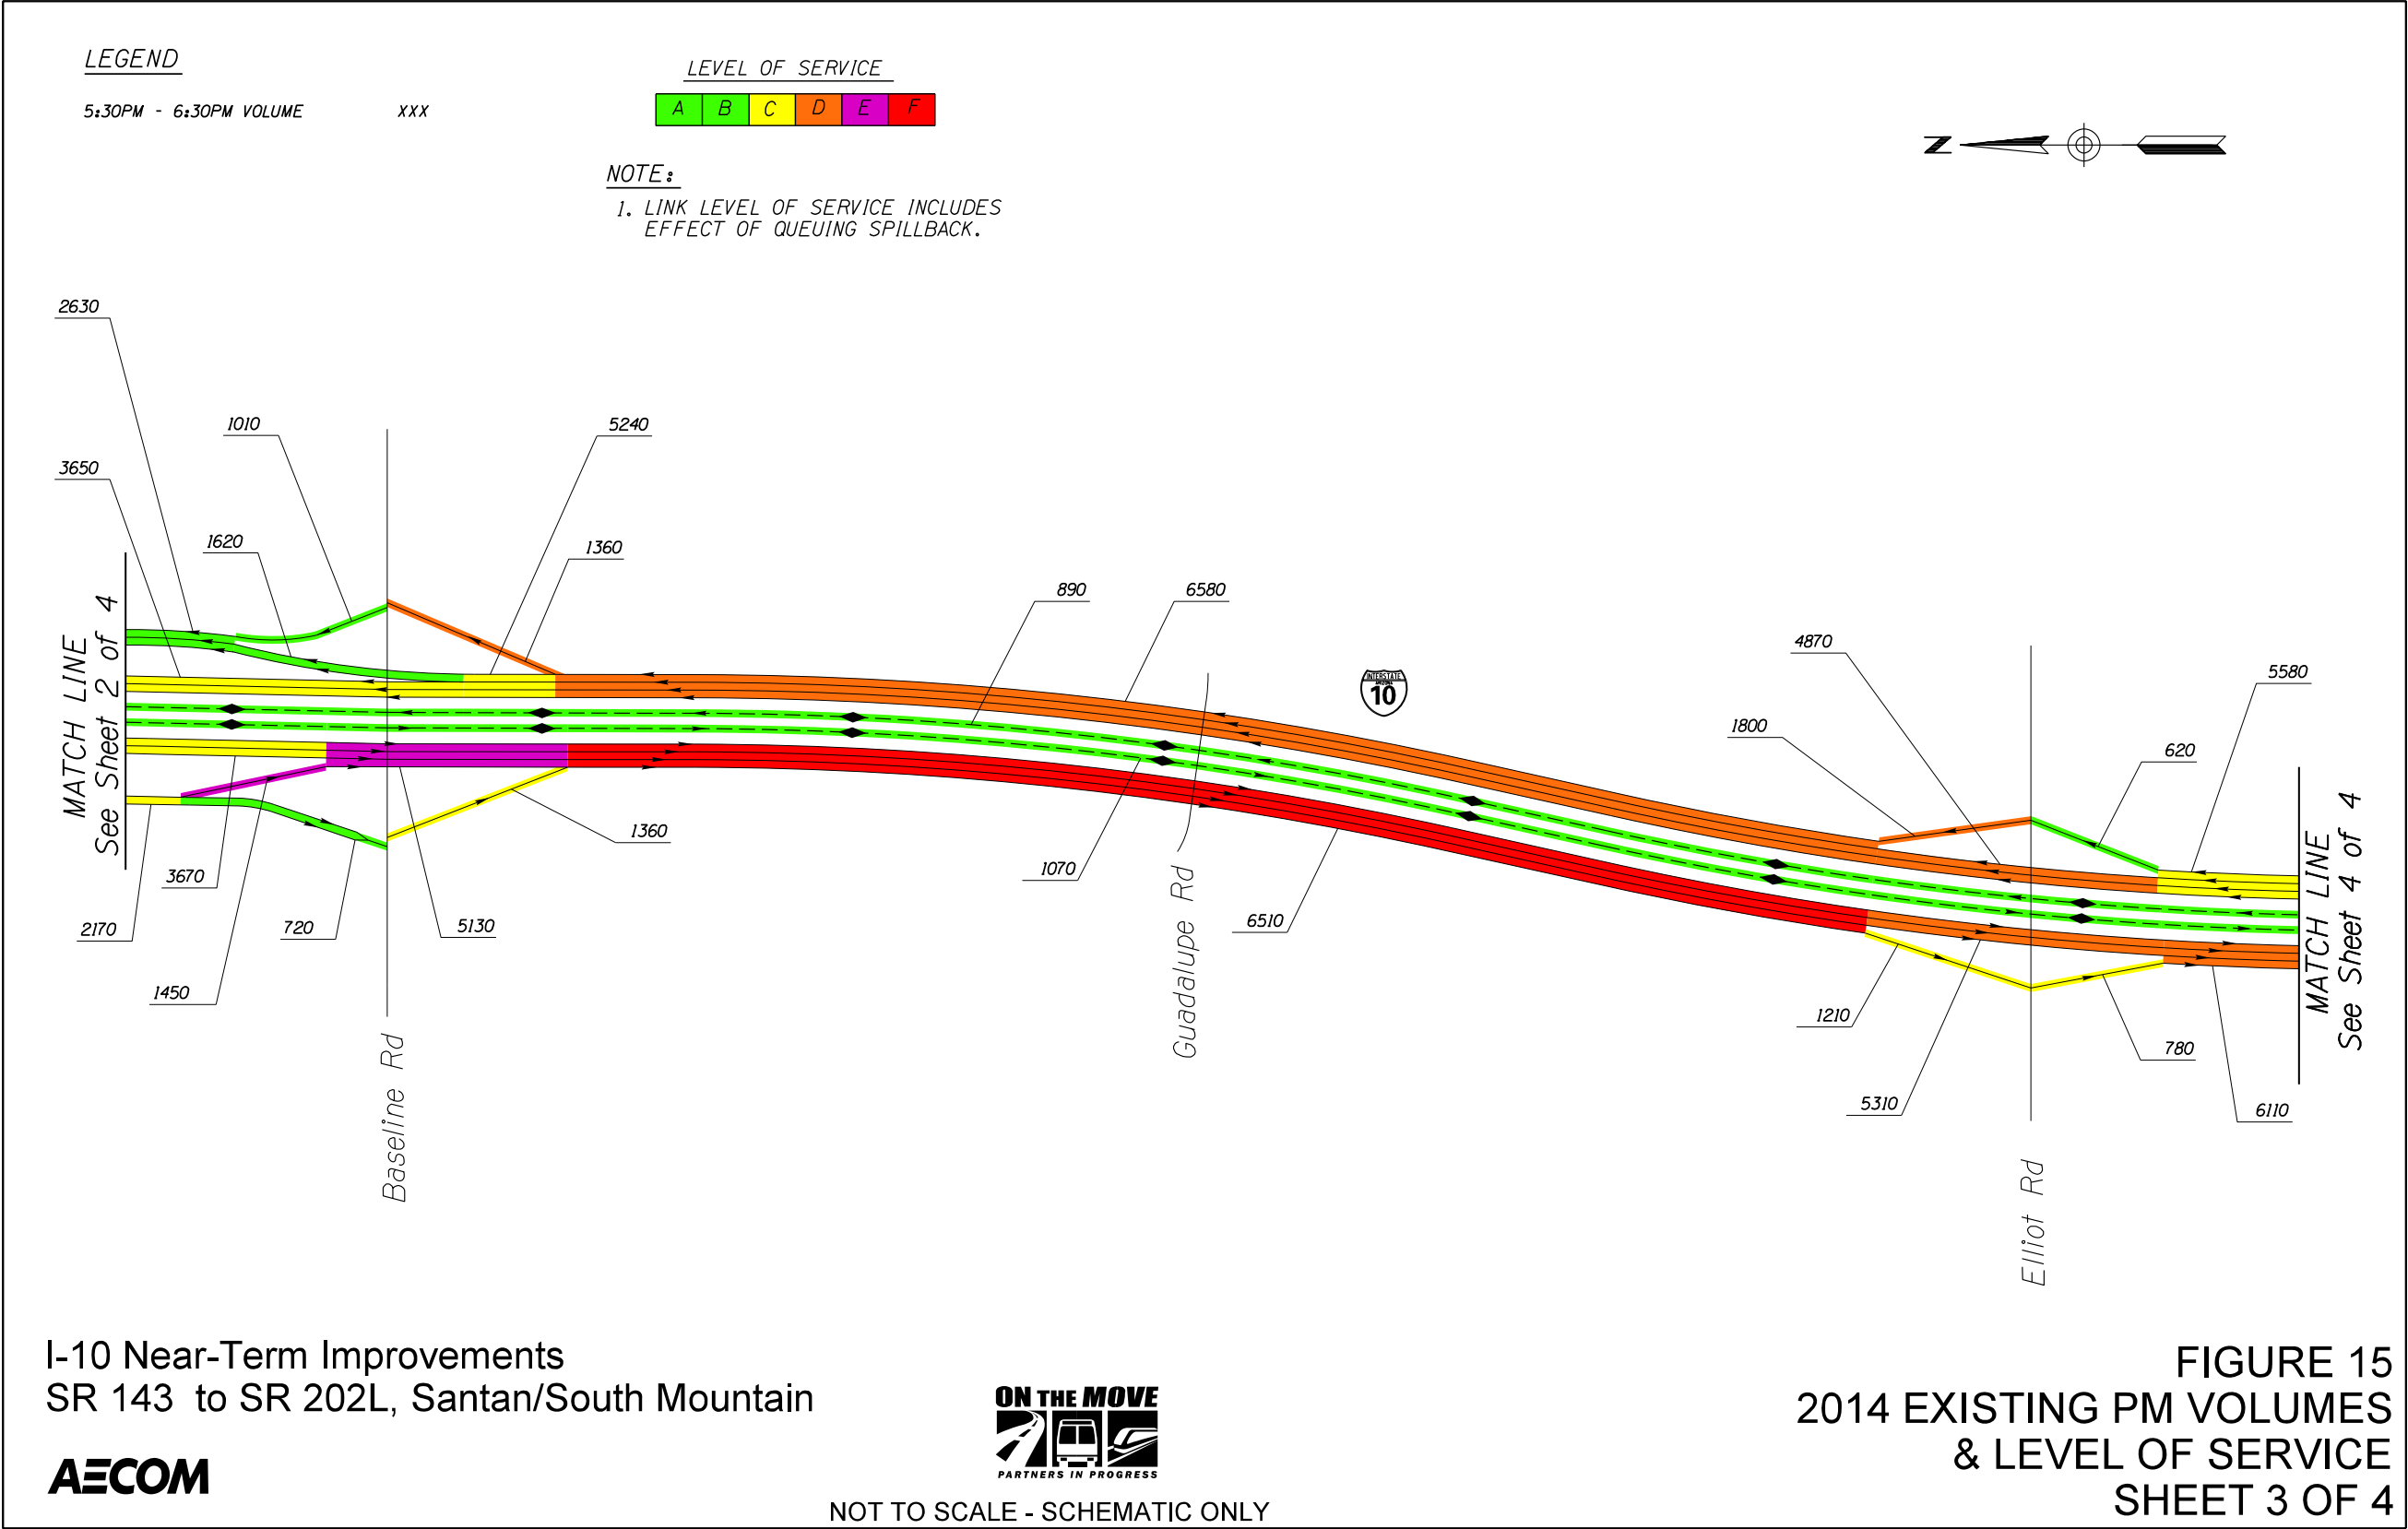 LEGEND
5:30PM - 6:30PM VOLUME XXX
LEVEL OF SERVICE
A B C D E F
NOTE:
1. LINK LEVEL OF SERVICE INCLUDES
EFFECT OF QUEUING SPILLBACK.
N
2630
1010
5240
3650
1620
1360
890
6580
4870
5580
1800
620
INTERSTATE
ARIZONA
10
MATCH LINE
See Sheet 2 of 4
3670
2170
720
5130
1450
1360
1070
6510
1210
780
5310
6110
Baseline Rd
Guadalupe Rd
Elliot Rd
MATCH LINE
See Sheet 4 of 4
I-10 Near-Term Improvements
SR 143 to SR 202L, Santan/South Mountain
AECOM
ON THE MOVE
PARTNERS IN PROGRESS
NOT TO SCALE - SCHEMATIC ONLY
FIGURE 15
2014 EXISTING PM VOLUMES
& LEVEL OF SERVICE
SHEET 3 OF 4